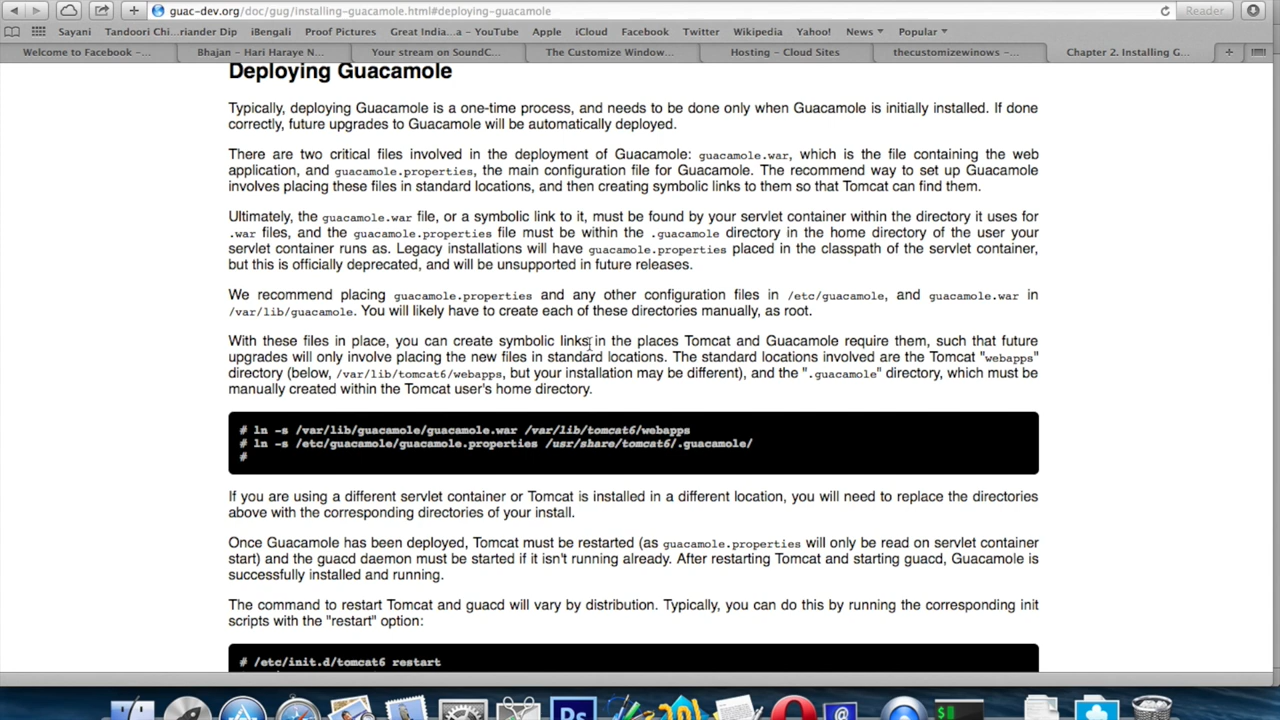 guac-dev.org/doc/gug/installing-guacamole.html#deploying-guacamole
Reader
Sayani Tandoori Chi...riander Dip iBengali Proof Pictures Great India...a – YouTube Apple iCloud Facebook Twitter Wikipedia Yahoo! News Popular
Welcome to Facebook –... Bhajan – Hari Haraye N... Your stream on SoundC... The Customize Window... Hosting – Cloud Sites thecustomizewinows –... Chapter 2. Installing G...
Deploying Guacamole
Typically, deploying Guacamole is a one-time process, and needs to be done only when Guacamole is initially installed. If done
correctly, future upgrades to Guacamole will be automatically deployed.
There are two critical files involved in the deployment of Guacamole: guacamole.war, which is the file containing the web
application, and guacamole.properties, the main configuration file for Guacamole. The recommend way to set up Guacamole
involves placing these files in standard locations, and then creating symbolic links to them so that Tomcat can find them.
Ultimately, the guacamole.war file, or a symbolic link to it, must be found by your servlet container within the directory it uses for
.war files, and the guacamole.properties file must be within the .guacamole directory in the home directory of the user your
servlet container runs as. Legacy installations will have guacamole.properties placed in the classpath of the servlet container,
but this is officially deprecated, and will be unsupported in future releases.
We recommend placing guacamole.properties and any other configuration files in /etc/guacamole, and guacamole.war in
/var/lib/guacamole. You will likely have to create each of these directories manually, as root.
With these files in place, you can create symbolic links in the places Tomcat and Guacamole require them, such that future
upgrades will only involve placing the new files in standard locations. The standard locations involved are the Tomcat "webapps"
directory (below, /var/lib/tomcat6/webapps, but your installation may be different), and the ".guacamole" directory, which must be
manually created within the Tomcat user's home directory.
# ln -s /var/lib/guacamole/guacamole.war /var/lib/tomcat6/webapps
# ln -s /etc/guacamole/guacamole.properties /usr/share/tomcat6/.guacamole/
#
If you are using a different servlet container or Tomcat is installed in a different location, you will need to replace the directories
above with the corresponding directories of your install.
Once Guacamole has been deployed, Tomcat must be restarted (as guacamole.properties will only be read on servlet container
start) and the guacd daemon must be started if it isn't running already. After restarting Tomcat and starting guacd, Guacamole is
successfully installed and running.
The command to restart Tomcat and guacd will vary by distribution. Typically, you can do this by running the corresponding init
scripts with the "restart" option:
# /etc/init.d/tomcat6 restart
Ps